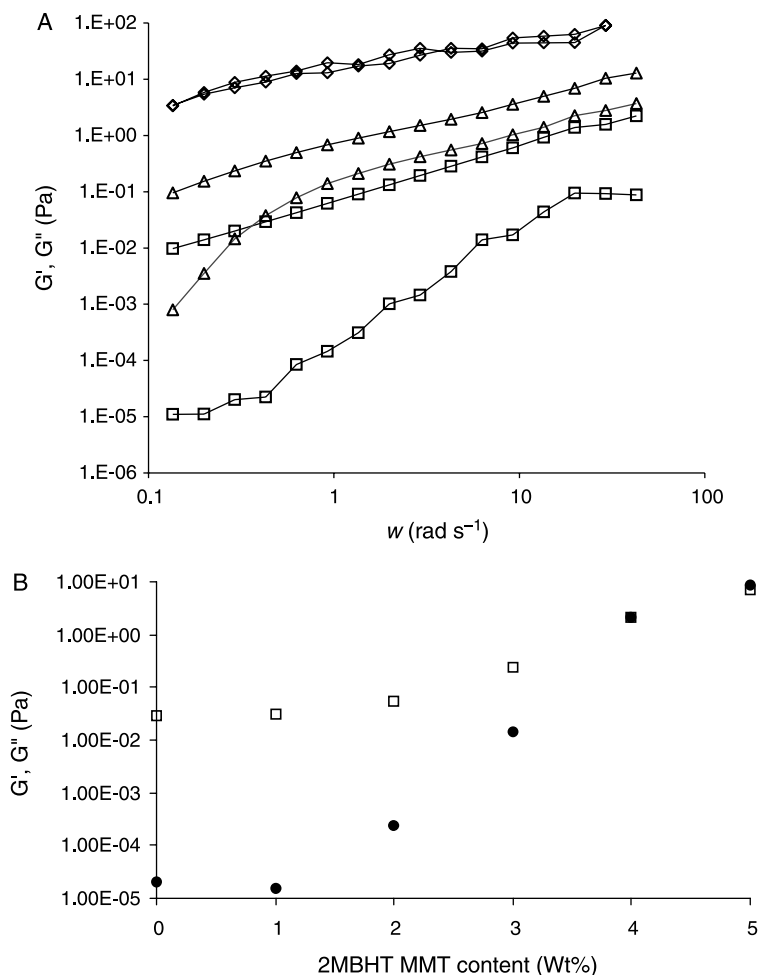 A
1.E+02
1.E+01
1.E+00
1.E-01
1.E-02
1.E-03
1.E-04
1.E-05
1.E-06
G', G" (Pa)
0.1
1
10
100
w (rad s⁻¹)
B
1.00E+01
1.00E+00
1.00E-01
1.00E-02
1.00E-03
1.00E-04
1.00E-05
G', G" (Pa)
0
1
2
3
4
5
2MBHT MMT content (Wt%)